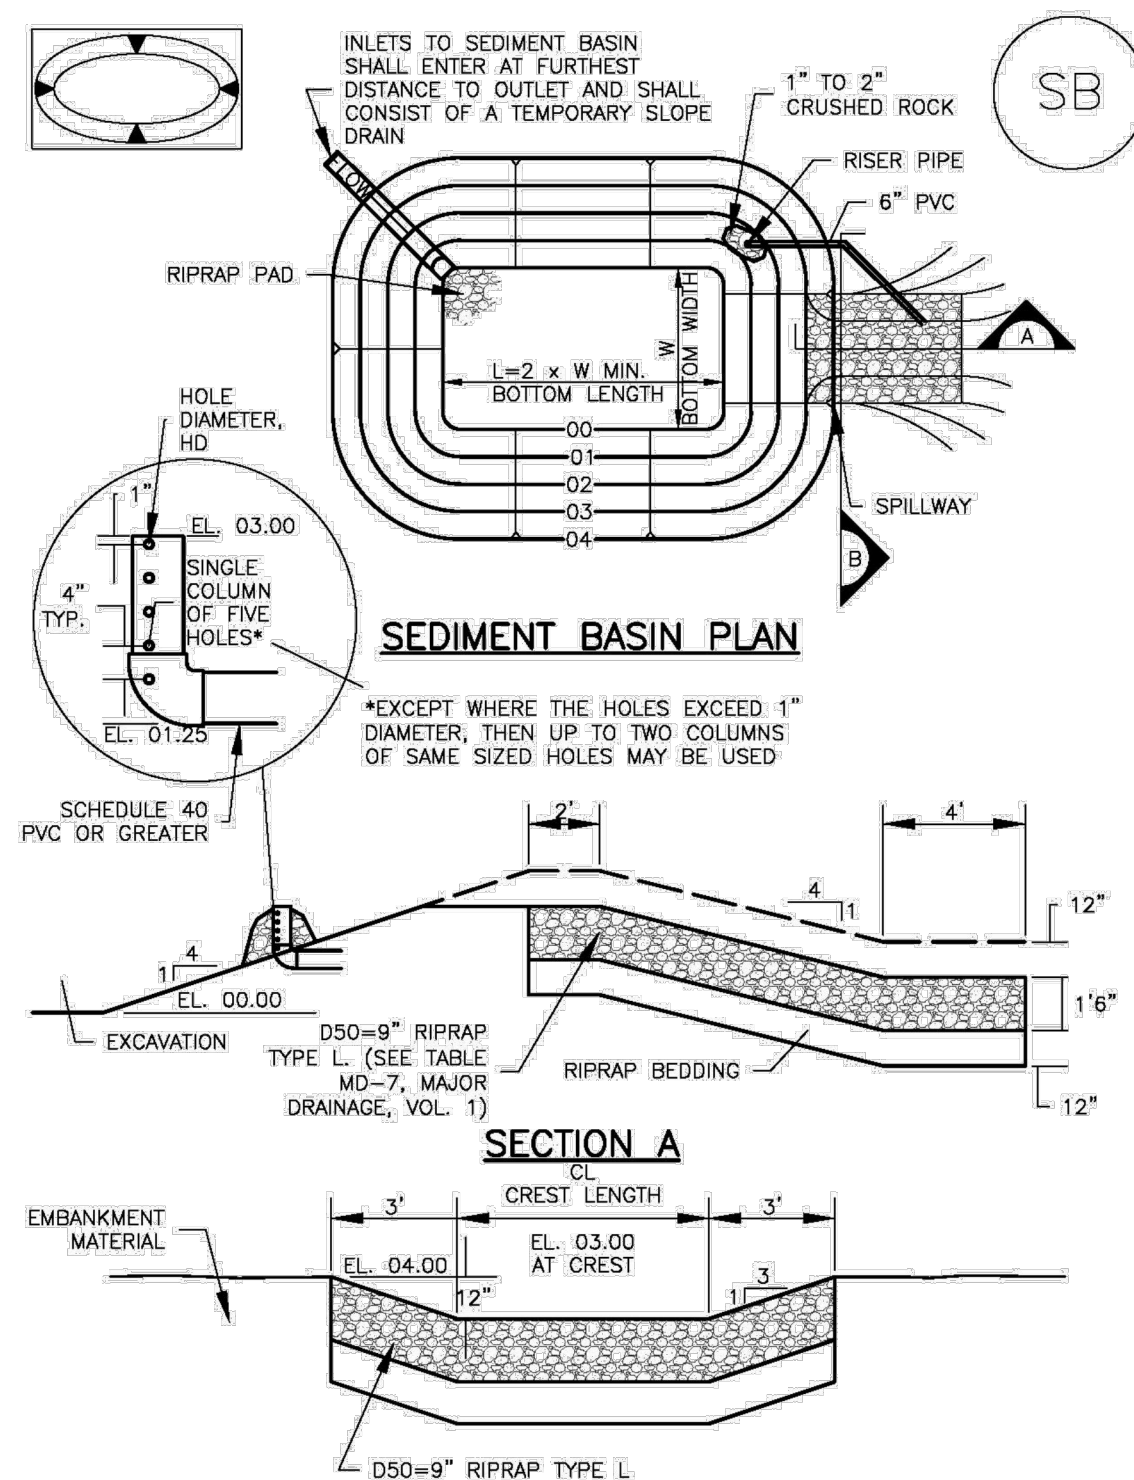 INLETS TO SEDIMENT BASIN
SHALL ENTER AT FURTHEST
DISTANCE TO OUTLET AND SHALL
CONSIST OF A TEMPORARY SLOPE
DRAIN
1" TO 2"
CRUSHED ROCK
SB
RISER PIPE
6" PVC
FLOW
RIPRAP PAD
W
BOTTOM WIDTH
A
L=2 x W MIN.
BOTTOM LENGTH
00
01
02
03
04
SPILLWAY
B
HOLE
DIAMETER,
HD
1"
EL. 03.00
4"
TYP.
SINGLE
COLUMN
OF FIVE
HOLES*
EL. 01.25
SEDIMENT BASIN PLAN
*EXCEPT WHERE THE HOLES EXCEED 1"
DIAMETER, THEN UP TO TWO COLUMNS
OF SAME SIZED HOLES MAY BE USED
SCHEDULE 40
PVC OR GREATER
2'
4'
4
1
12"
4
1
EL. 00.00
1'6"
EXCAVATION
D50=9" RIPRAP
TYPE L. (SEE TABLE
MD-7, MAJOR
DRAINAGE, VOL. 1)
RIPRAP BEDDING
12"
SECTION A
CL
CREST LENGTH
3'
3'
EMBANKMENT
MATERIAL
EL. 04.00
EL. 03.00
AT CREST
12"
3
1
D50=9" RIPRAP TYPE L